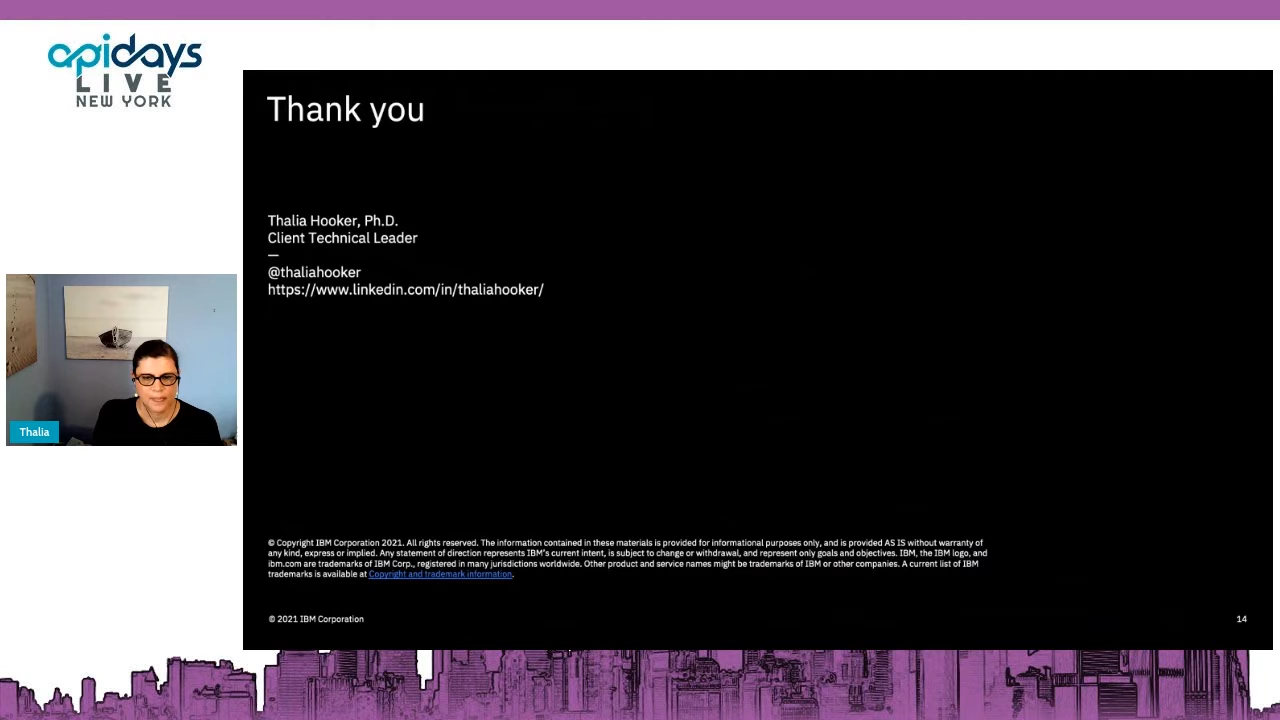 apidays
LIVE
NEW YORK
Thank you
Thalia Hooker, Ph.D.
Client Technical Leader
—
@thaliahooker
https://www.linkedin.com/in/thaliahooker/
Thalia
© Copyright IBM Corporation 2021. All rights reserved. The information contained in these materials is provided for informational purposes only, and is provided AS IS without warranty of
any kind, express or implied. Any statement of direction represents IBM's current intent, is subject to change or withdrawal, and represent only goals and objectives. IBM, the IBM logo, and
ibm.com are trademarks of IBM Corp., registered in many jurisdictions worldwide. Other product and service names might be trademarks of IBM or other companies. A current list of IBM
trademarks is available at Copyright and trademark information.
© 2021 IBM Corporation
14